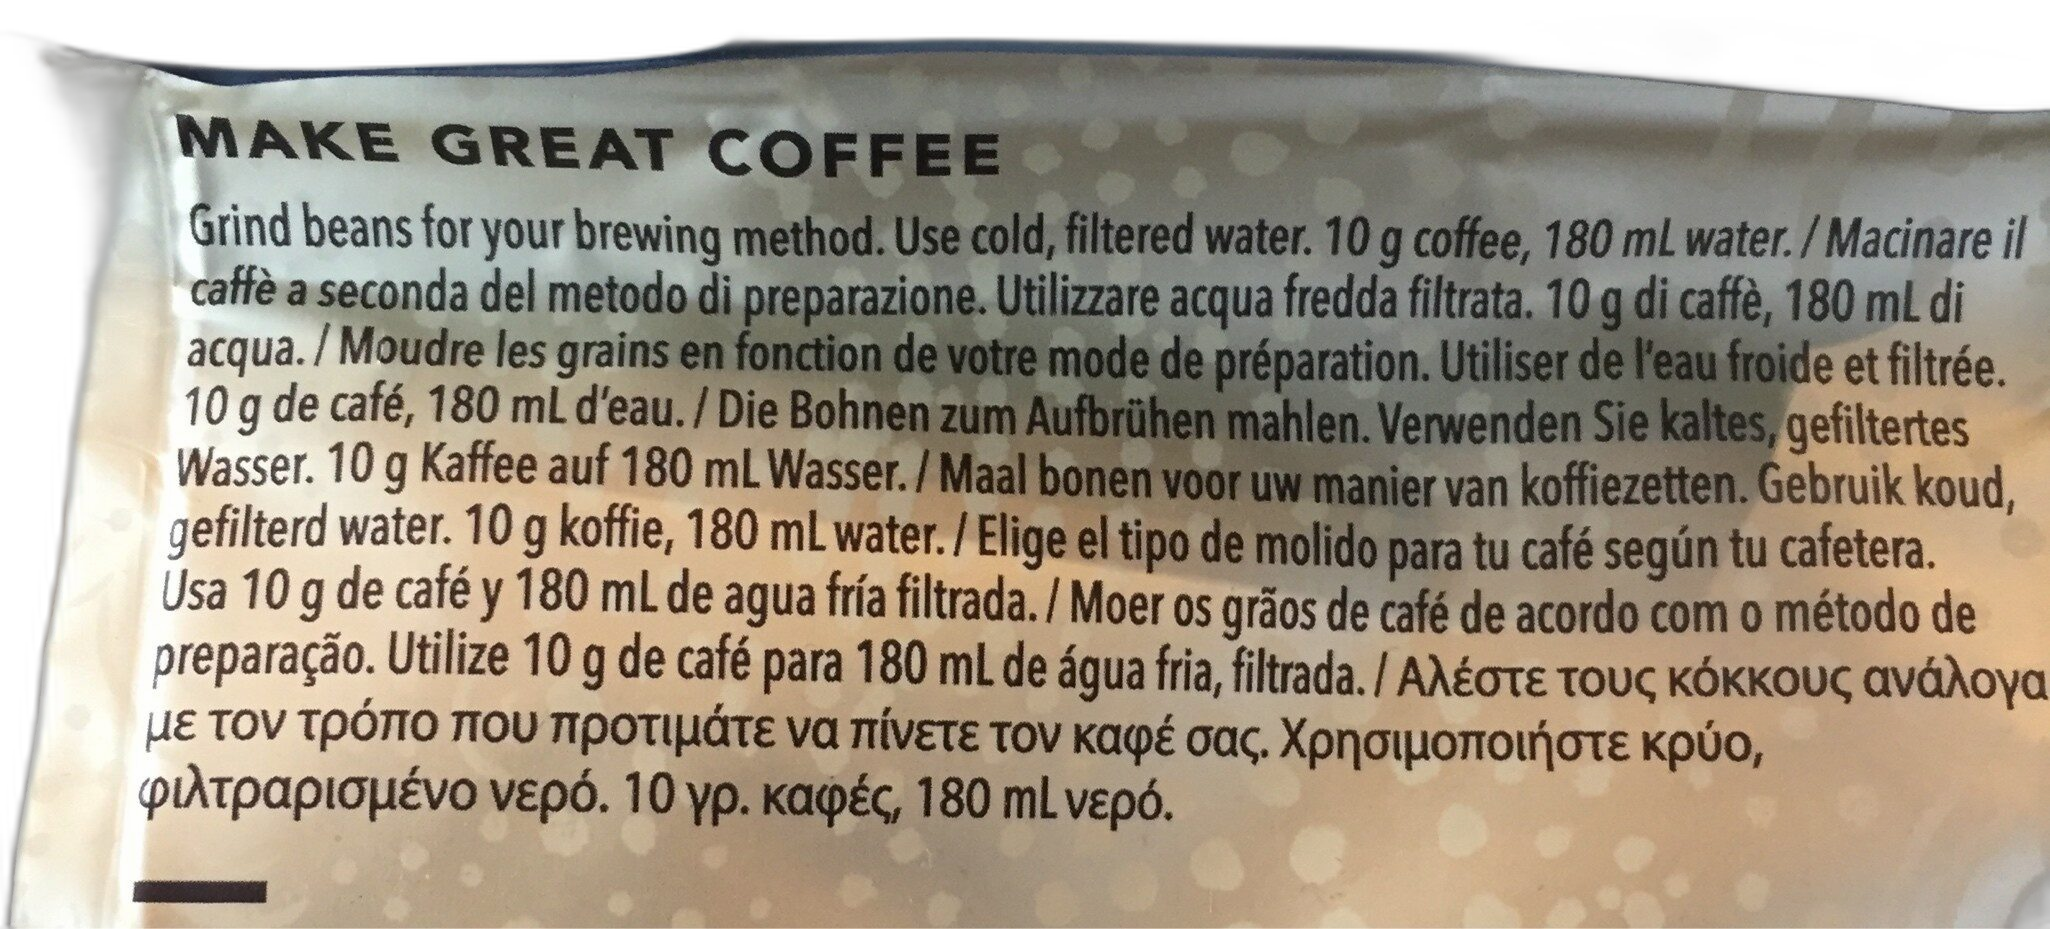 MAKE GREAT COFFEE
Grind beans for your brewing method. Use cold, filtered water. 10 g coffee, 180 mL water. / Macinare il
caffè a seconda del metodo di preparazione. Utilizzare acqua fredda filtrata. 10 g di caffè, 180 mL di
acqua. / Moudre les grains en fonction de votre mode de préparation. Utiliser de l'eau froide et filtrée.
10 g de café, 180 mL d'eau. / Die Bohnen zum Aufbrühen mahlen. Verwenden Sie kaltes, gefiltertes
Wasser. 10 g Kaffee auf 180 mL Wasser. / Maal bonen voor uw manier van koffiezetten. Gebruik koud,
gefilterd water. 10 g koffie, 180 mL water. / Elige el tipo de molido para tu café según tu cafetera.
Usa 10 g de café y 180 mL de agua fría filtrada. / Moer os grãos de café de acordo com o método de
preparação. Utilize 10 g de café para 180 mL de água fria, filtrada. / Αλέστε τους κόκκους ανάλογα
με τον τρόπο που προτιμάτε να πίνετε τον καφέ σας. Χρησιμοποιήστε κρύο,
φιλτραρισμένο νερό. 10 γρ. καφές, 180 mL νερό.